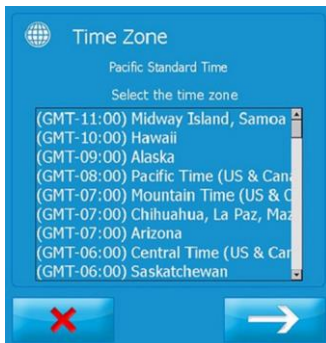 Time Zone
Pacific Standard Time
Select the time zone
(GMT-11:00) Midway Island, Samoa
(GMT-10:00) Hawaii
(GMT-09:00) Alaska
(GMT-08:00) Pacific Time (US & Can
(GMT-07:00) Mountain Time (US & C
(GMT-07:00) Chihuahua, La Paz, Maz
(GMT-07:00) Arizona
(GMT-06:00) Central Time (US & Car
(GMT-06:00) Saskatchewan